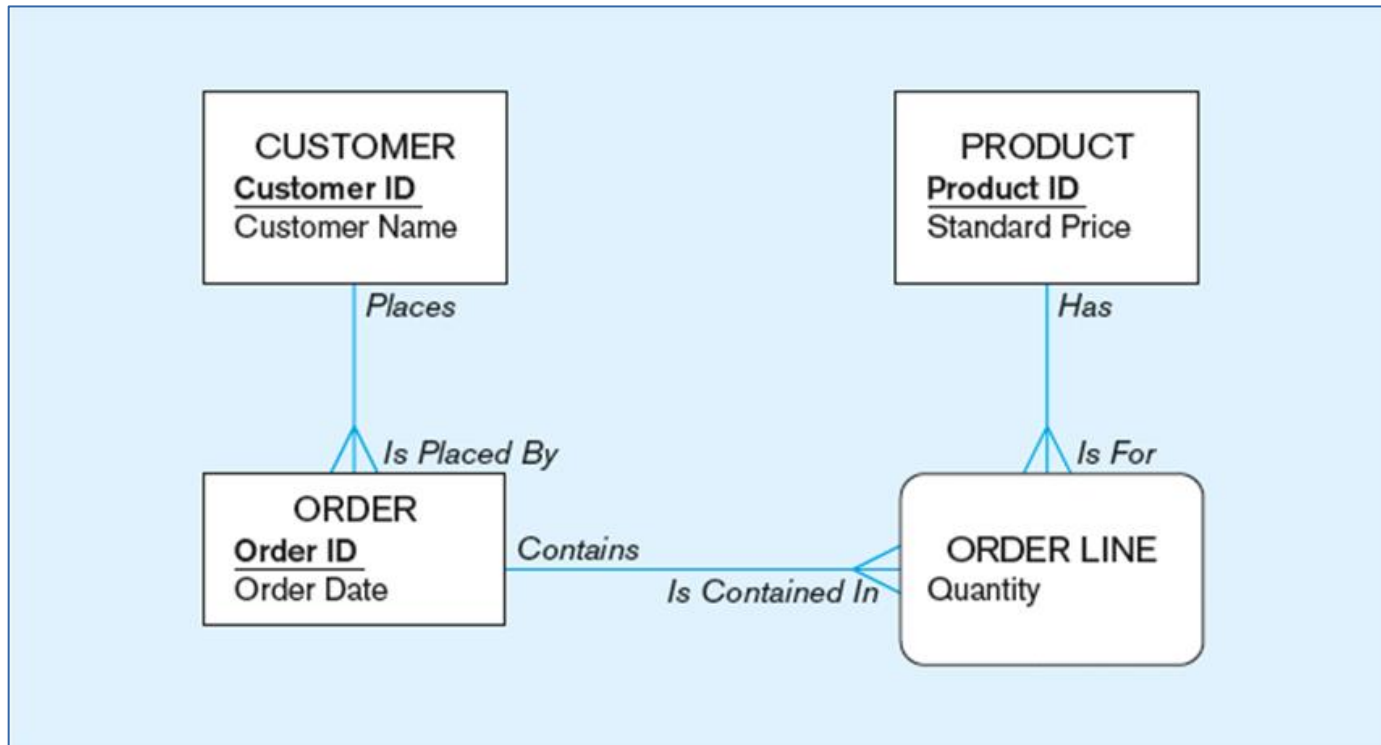 CUSTOMER
Customer ID
Customer Name
Places
Is Placed By
ORDER
Order ID
Order Date
Contains
Is Contained In
PRODUCT
Product ID
Standard Price
Has
Is For
ORDER LINE
Quantity